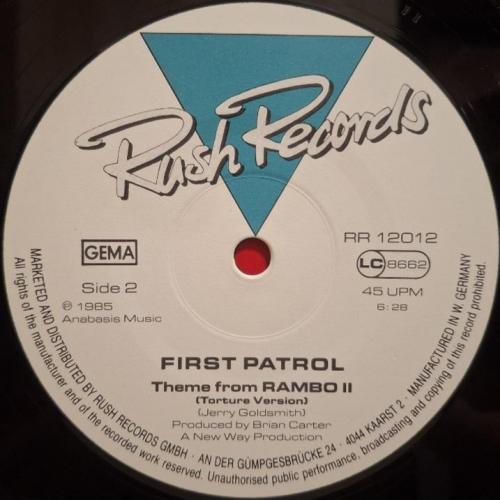 Rush Records
RR 12012
GEMA
LC 8662
Side 2
45 UPM
℗ 1985
6:28
Anabasis Music
FIRST PATROL
Theme from RAMBO II
(Torture Version)
(Jerry Goldsmith)
Produced by Brian Carter
A New Way Production
MARKETED AND DISTRIBUTED BY RUSH RECORDS GMBH · AN DER GÜMPGESBRÜCKE 24 · 4044 KAARST 2 · MANUFACTURED IN W. GERMANY
All rights of the manufacturer and of the recorded work reserved. Unauthorised public performance, broadcasting and copying of this record prohibited.